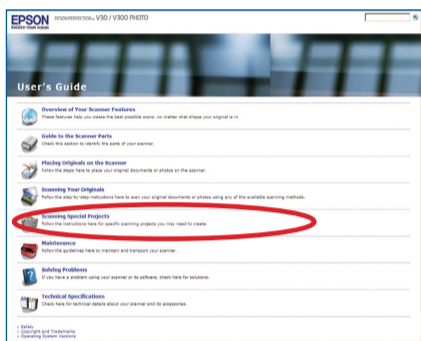 EPSON
EXCEED YOUR VISION
EPSON PERFECTION™ V30 / V300 PHOTO
User's Guide
Overview of Your Scanner Features
These features help you create the best possible scans, no matter what shape your original is in.
Guide to the Scanner Parts
Check this section to identify the parts of your scanner.
Placing Originals on the Scanner
Follow the steps here to place your original documents or photos on the scanner.
Scanning Your Originals
Follow the step-by-step instructions here to scan your original documents or photos using any of the available scanning methods.
Scanning Special Projects
Follow the instructions here for specific scanning projects you may need to create.
Maintenance
Follow the guidelines here to maintain and transport your scanner.
Solving Problems
If you have a problem using your scanner or its software, check here for solutions.
Technical Specifications
Check here for technical details about your scanner and its accessories.
» Safety
» Copyright and Trademarks
» Operating System Versions